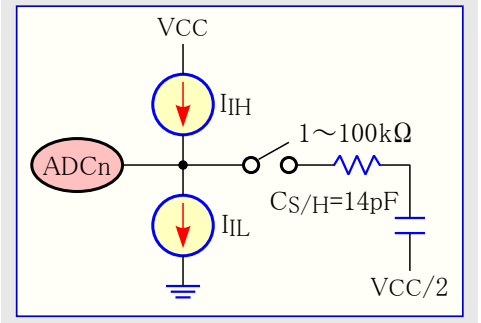 VCC
IIH
1～100kΩ
ADCn
CS/H=14pF
IIL
VCC/2